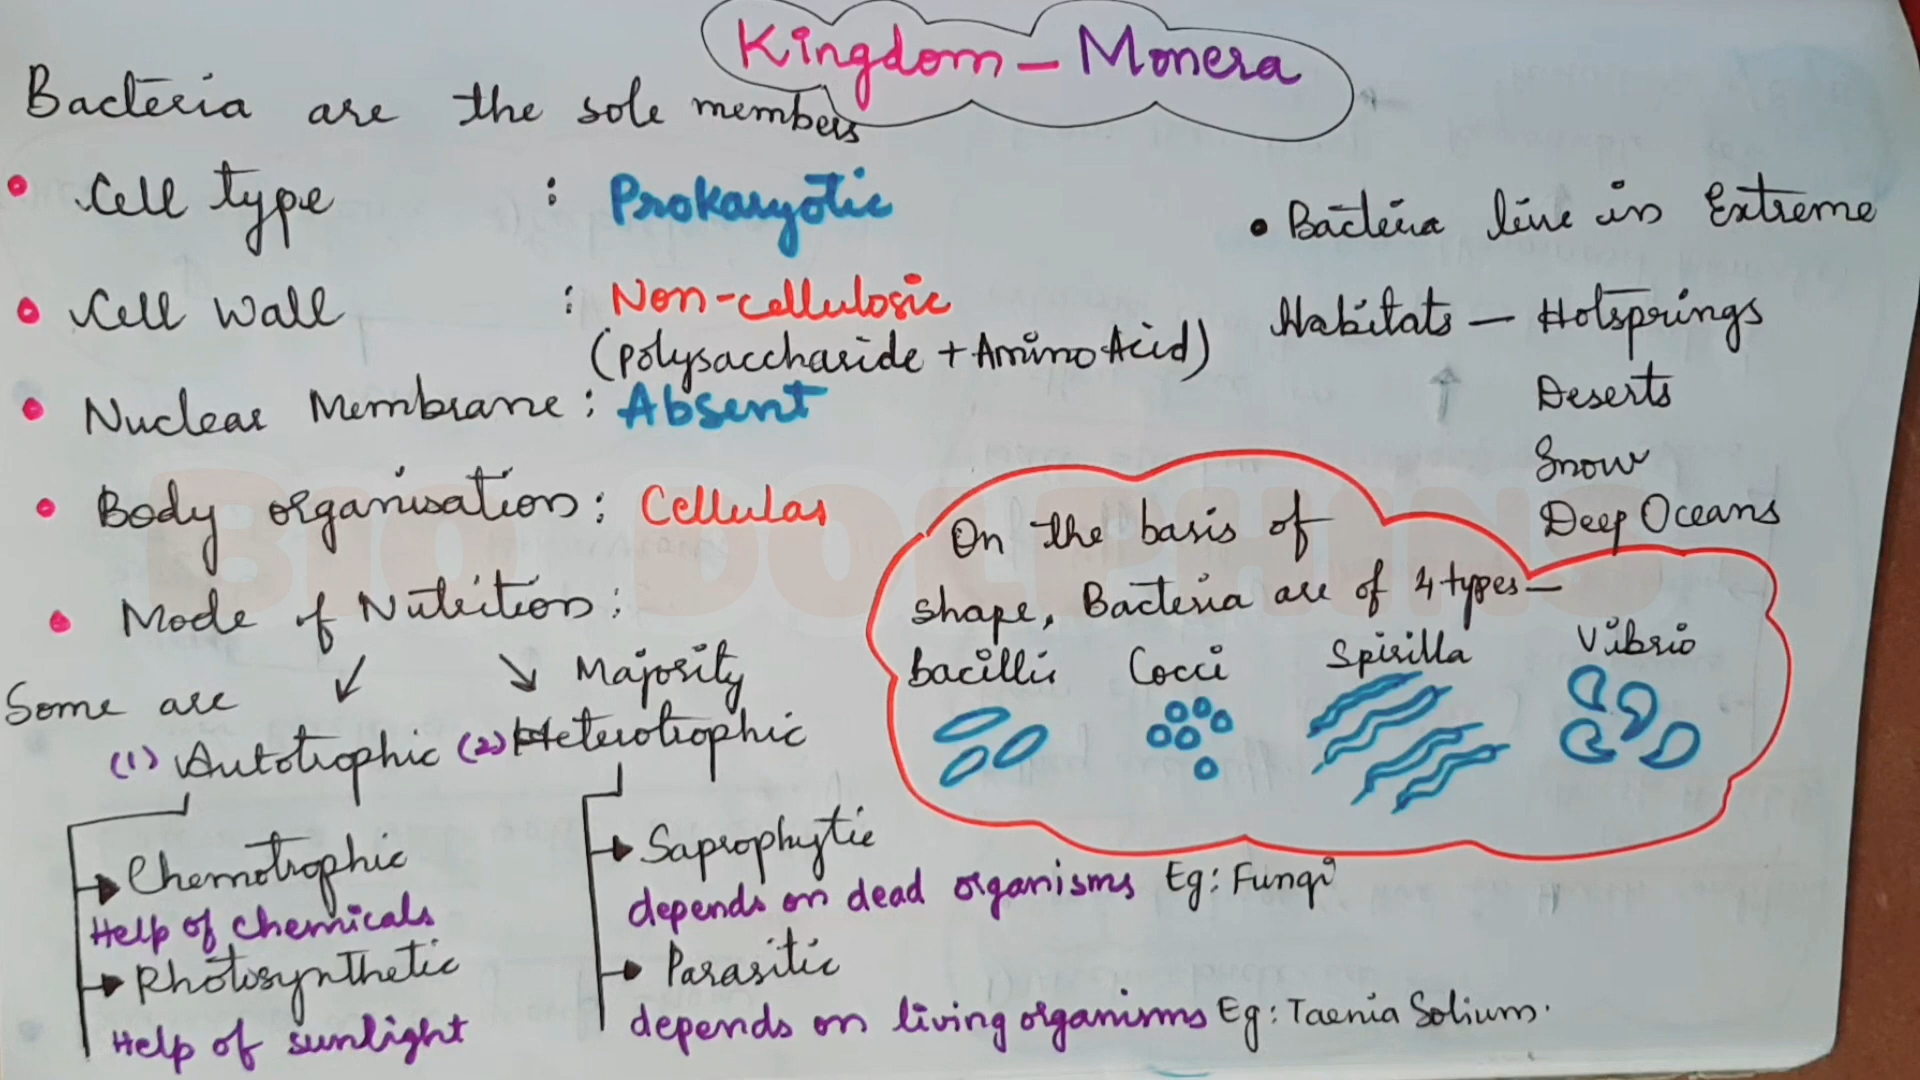 Kingdom - Monera
Bacteria are the sole members
• Cell type : Prokaryotic
• Cell Wall : Non-cellulosic
(polysaccharide + Amino Acid)
• Nuclear Membrane : Absent
• Body organisation : Cellular
• Mode of Nutrition :
Some are
(1) Autotrophic
Majority
(2) Heterotrophic
Chemotrophic
Help of chemicals
Photosynthetic
Help of sunlight
Saprophytic
depends on dead organisms Eg: Fungi
Parasitic
depends on living organisms Eg: Taenia Solium.
• Bacteria live in Extreme
Habitats - Hotsprings
Deserts
Snow
Deep Oceans
On the basis of
shape, Bacteria are of 4 types -
bacilli Cocci Spirilla Vibrio
BIO DOLPHINS